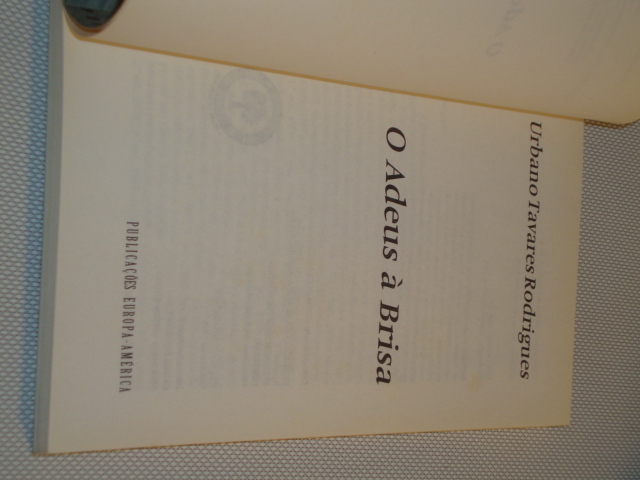 Urbano Tavares Rodrigues
O Adeus à Brisa
PUBLICAÇÕES EUROPA-AMÉRICA